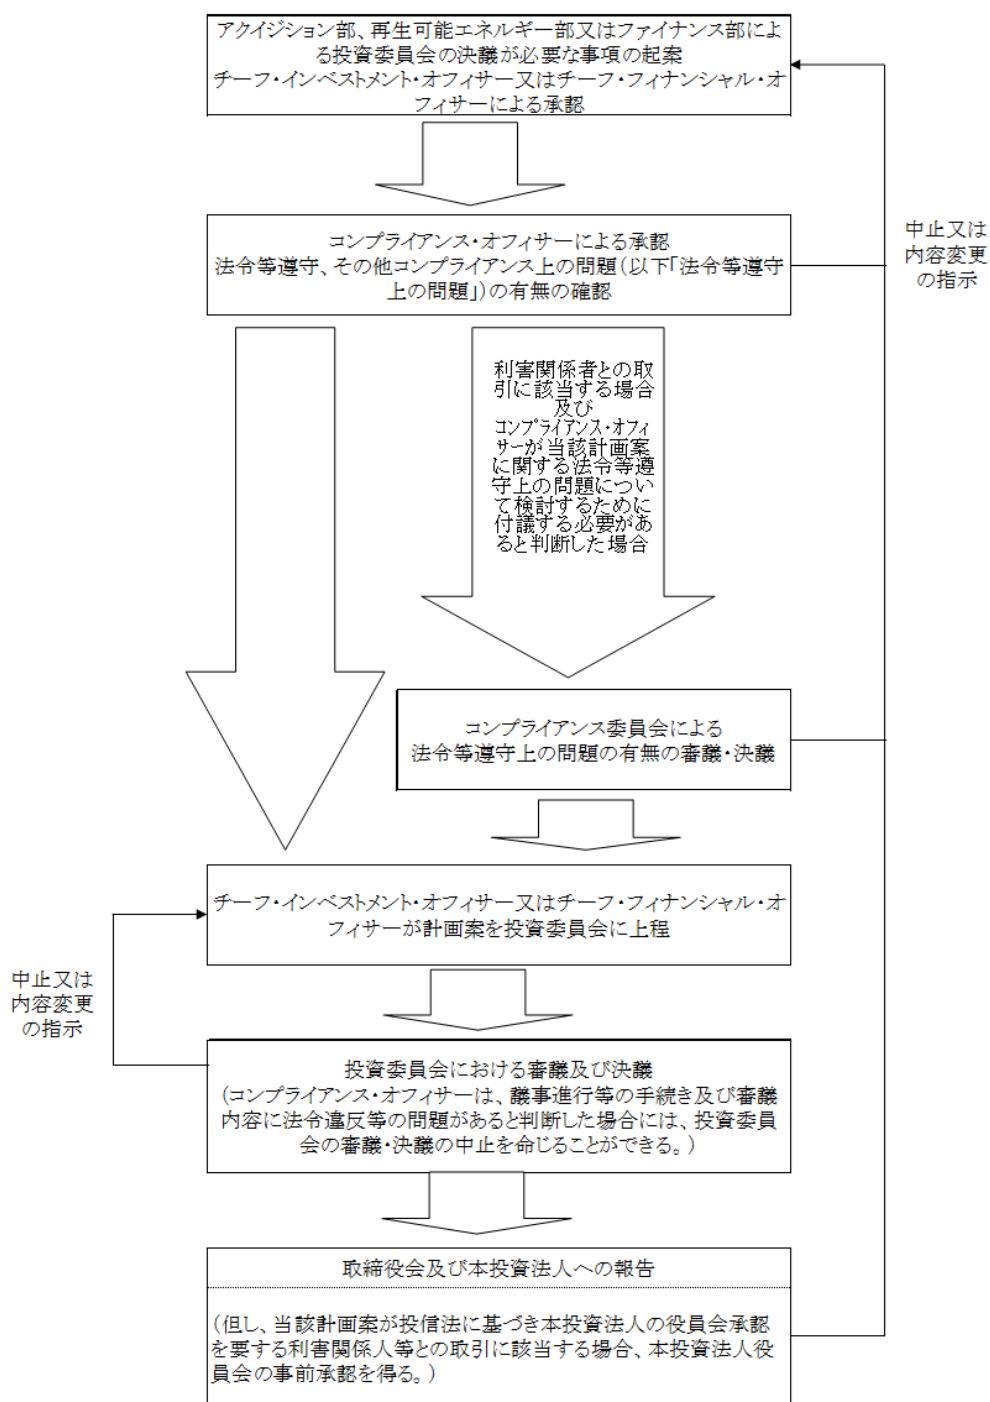 アクイジション部、再生可能エネルギー部又はファイナンス部によ
る投資委員会の決議が必要な事項の起案
チーフ・インベストメント・オフィサー又はチーフ・フィナンシャル・オ
フィサーによる承認
中止又は
内容変更
の指示
コンプライアンス・オフィサーによる承認
法令等遵守、その他コンプライアンス上の問題（以下「法令等遵守
上の問題」）の有無の確認
利害関係者との取
引に該当する場合
及び
コンプライアンス・オフィ
サーが当該計画案
に関する法令等遵
守上の問題につい
て検討するために
付議する必要があ
ると判断した場合
コンプライアンス委員会による
法令等遵守上の問題の有無の審議・決議
チーフ・インベストメント・オフィサー又はチーフ・フィナンシャル・オ
フィサーが計画案を投資委員会に上程
中止又は
内容変更
の指示
投資委員会における審議及び決議
（コンプライアンス・オフィサーは、議事進行等の手続き及び審議
内容に法令違反等の問題があると判断した場合には、投資委員
会の審議・決議の中止を命じることができる。）
取締役会及び本投資法人への報告
（但し、当該計画案が投信法に基づき本投資法人の役員会承認
を要する利害関係人等との取引に該当する場合、本投資法人役
員会の事前承認を得る。）